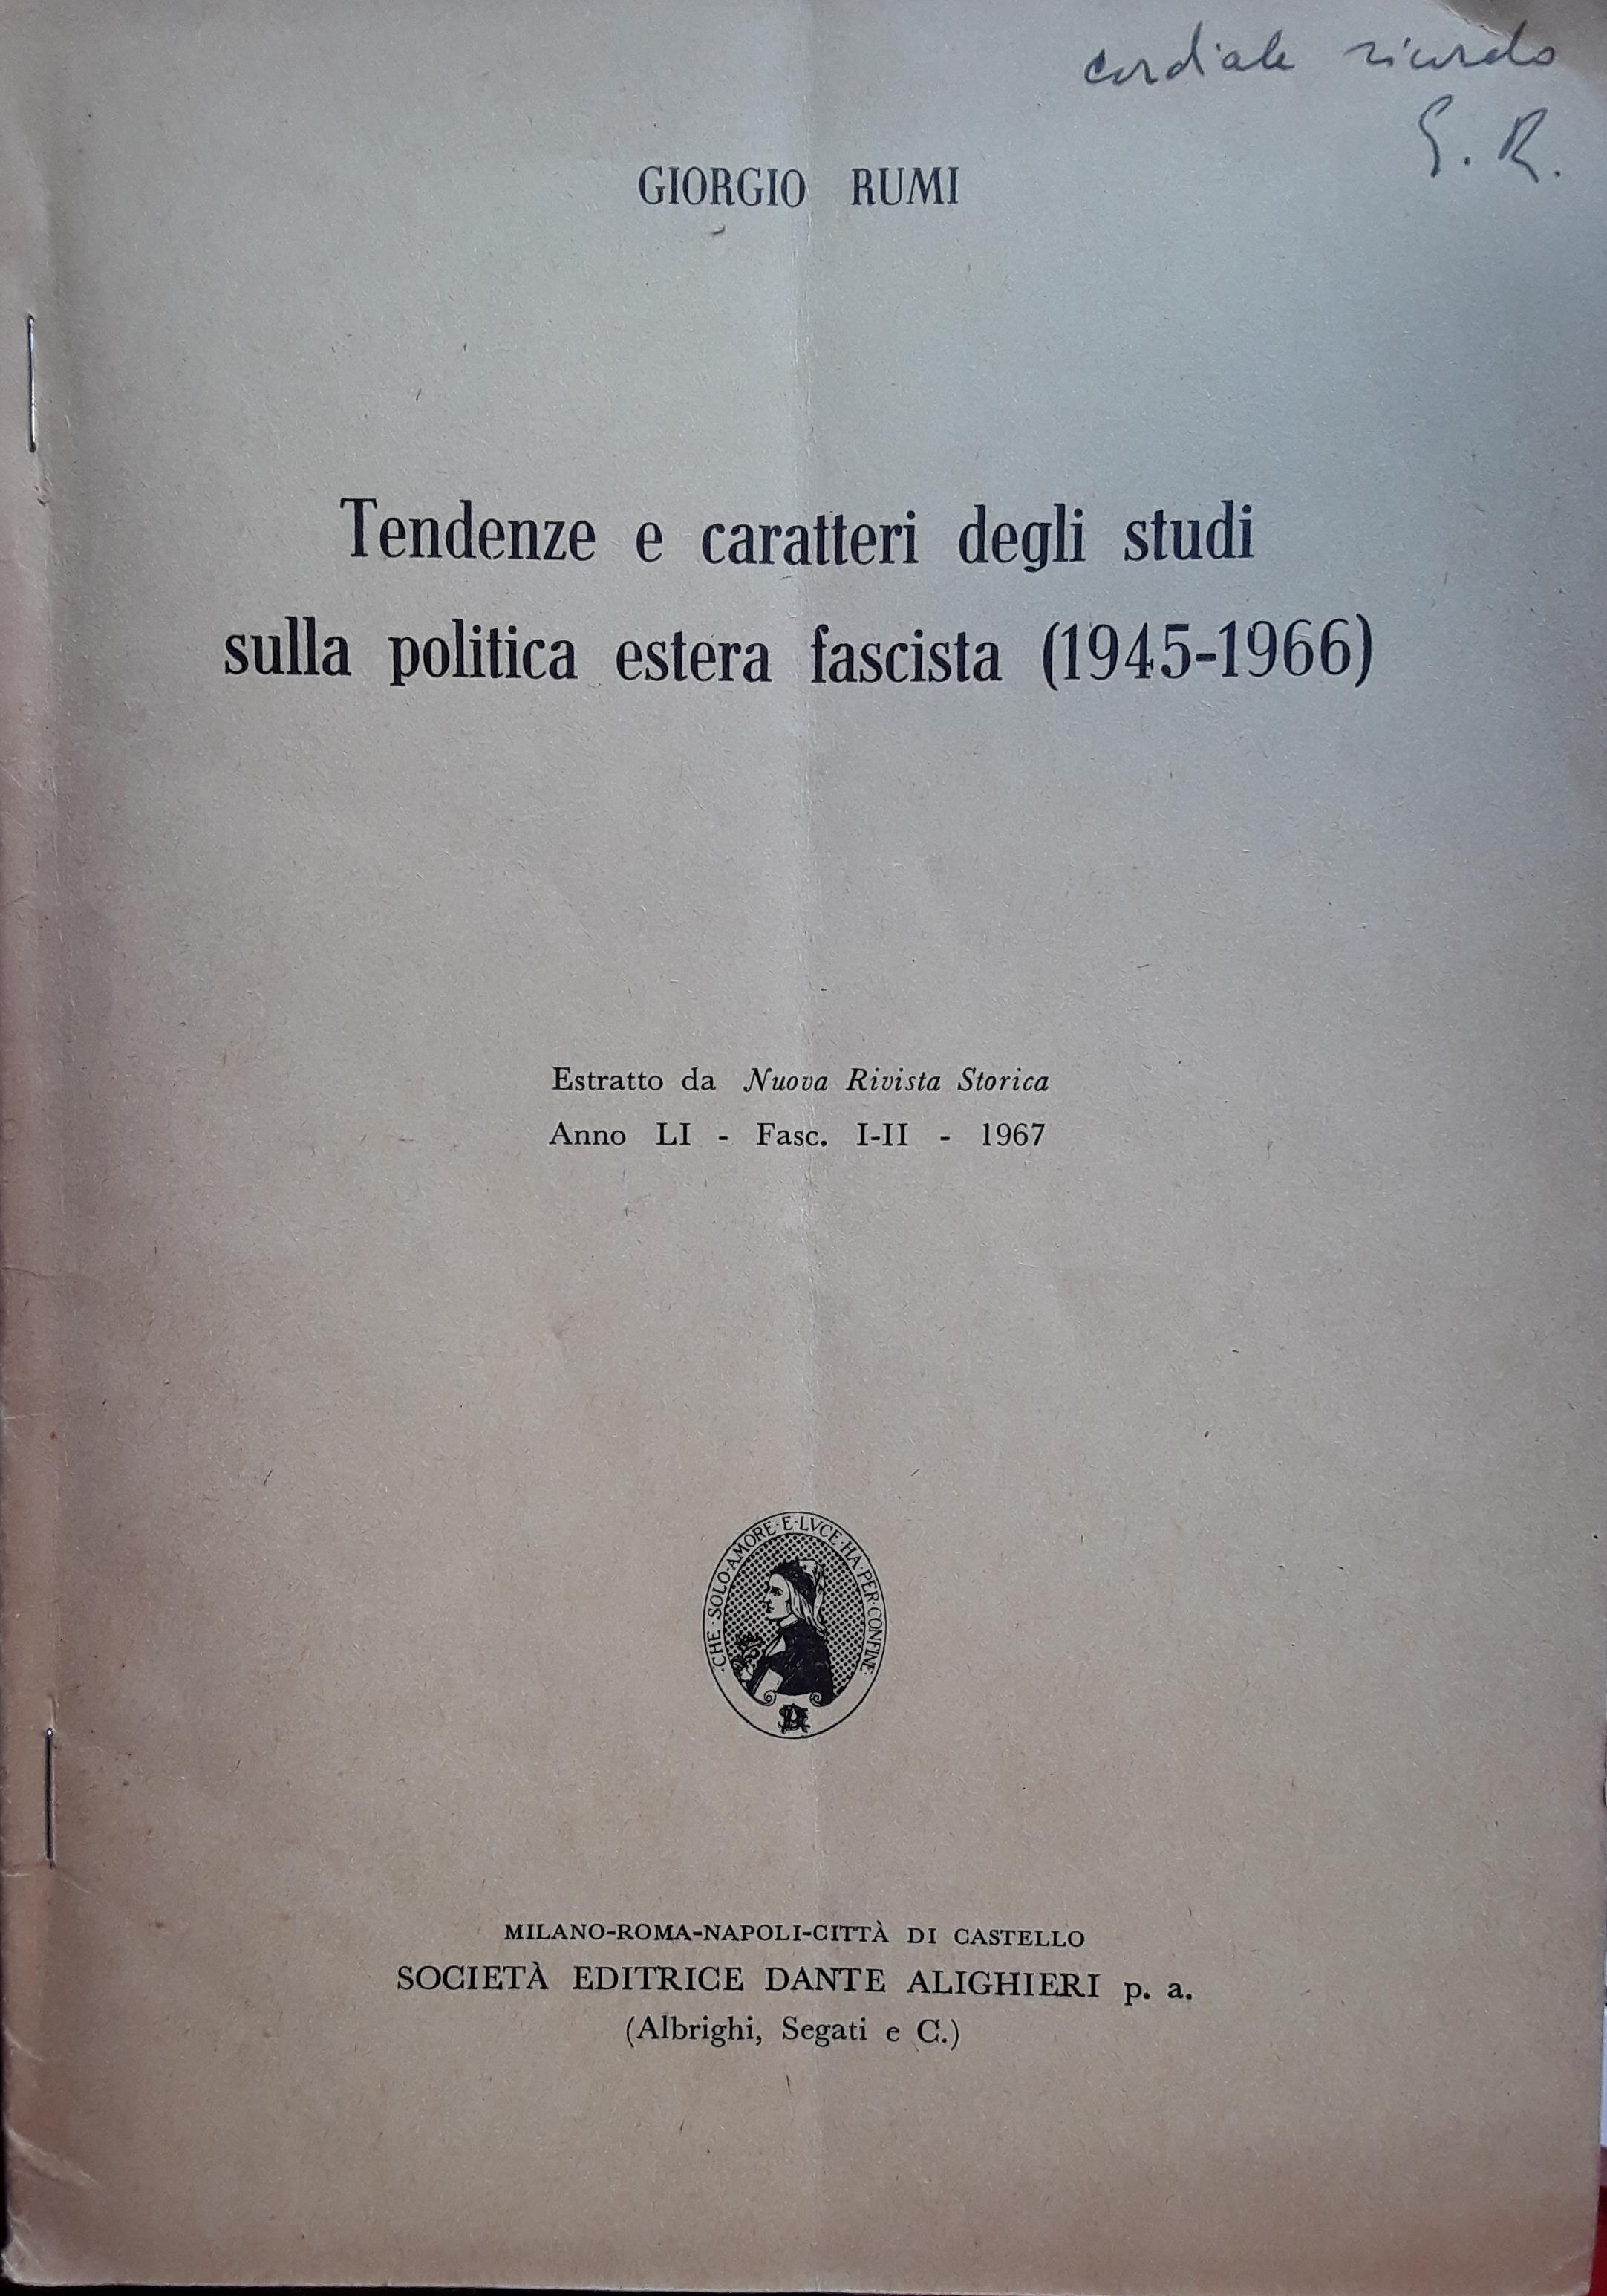 cordiale ricordo
G. R.
GIORGIO RUMI
Tendenze e caratteri degli studi
sulla politica estera fascista (1945-1966)
Estratto da Nuova Rivista Storica
Anno LI - Fasc. I-II - 1967
·CHE·SOLO·AMORE·E·LVCE·HA·PER·CONFINE·
MILANO-ROMA-NAPOLI-CITTÀ DI CASTELLO
SOCIETÀ EDITRICE DANTE ALIGHIERI p. a.
(Albrighi, Segati e C.)